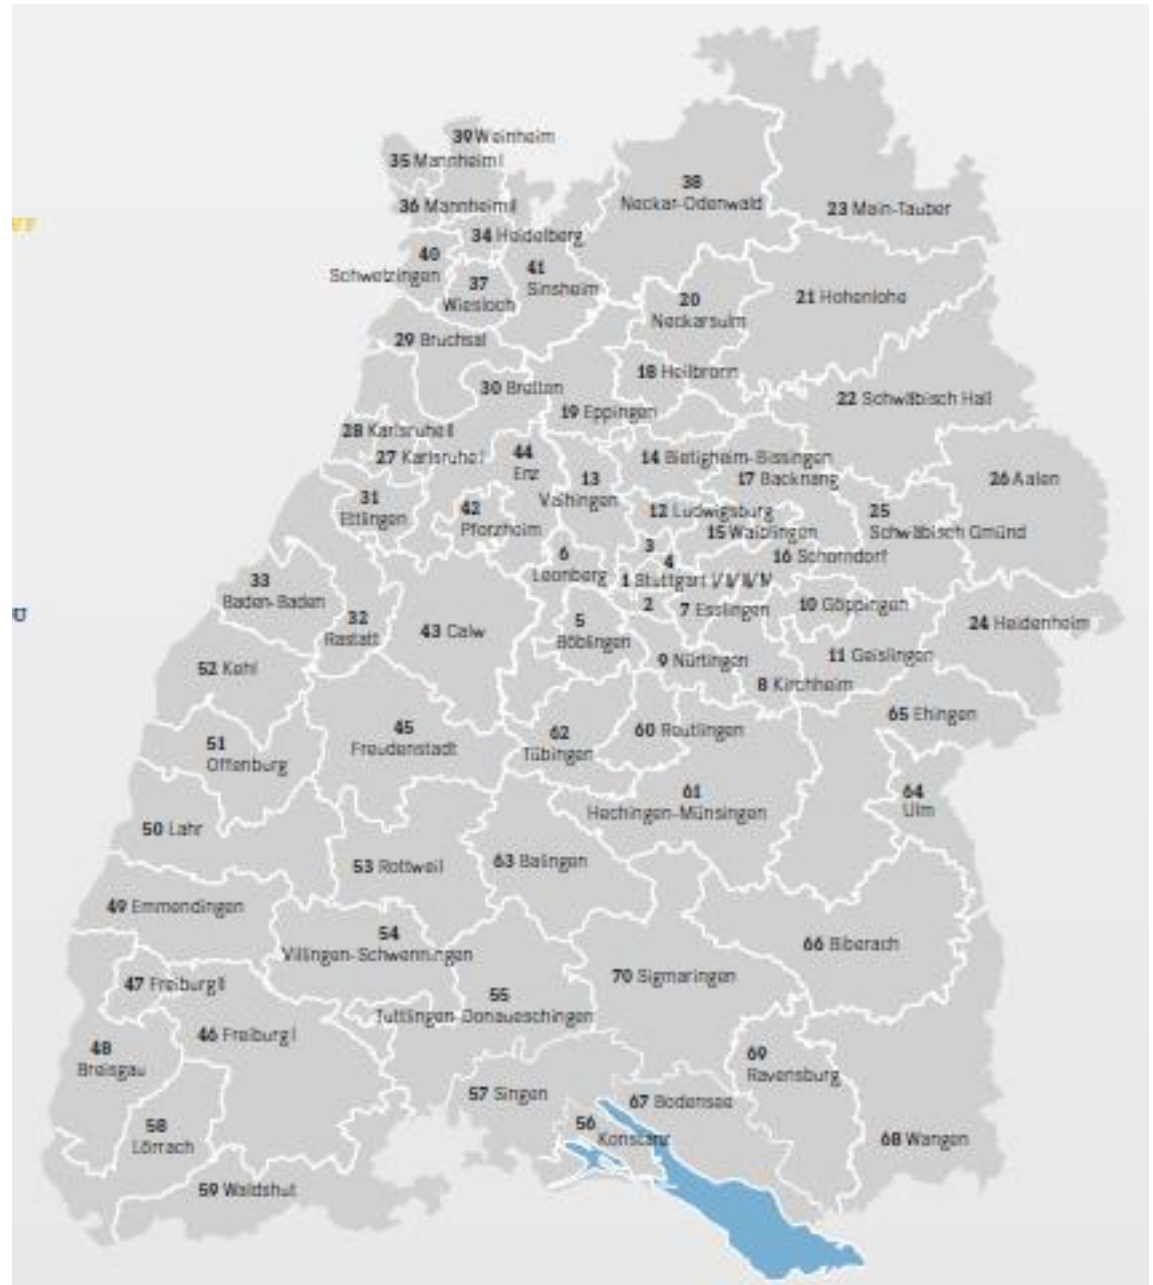 39 Weinheim
35 Mannheim I
38
Neckar-Odenwald
36 Mannheim II
23 Main-Tauber
34 Heidelberg
40
Schwetzingen
41
Sinsheim
37
Wiesloch
20
Neckarsulm
21 Hohenlohe
29 Bruchsal
18 Heilbronn
30 Bretten
22 Schwäbisch Hall
19 Eppingen
28 Karlsruhe II
27 Karlsruhe I
44
Enz
14 Bietigheim-Bissingen
13
Vaihingen
17 Backnang
26 Aalen
31
Ettlingen
42
Pforzheim
12 Ludwigsburg
25
Schwäbisch Gmünd
15 Waiblingen
3
6
Leonberg
4
16 Schorndorf
1 Stuttgart I/II/III/IV
33
Baden-Baden
2
7 Esslingen
10 Göppingen
32
Rastatt
43 Calw
5
Böblingen
24 Heidenheim
52 Kehl
9 Nürtingen
11 Geislingen
8 Kirchheim
65 Ehingen
51
Offenburg
45
Freudenstadt
62
Tübingen
60 Reutlingen
61
Hechingen-Münsingen
64
Ulm
50 Lahr
53 Rottweil
63 Balingen
49 Emmendingen
54
Villingen-Schwenningen
66 Biberach
47 Freiburg II
70 Sigmaringen
55
Tuttlingen-Donaueschingen
46 Freiburg I
48
Breisgau
69
Ravensburg
57 Singen
67 Bodensee
58
Lörrach
56
Konstanz
68 Wangen
59 Waldshut